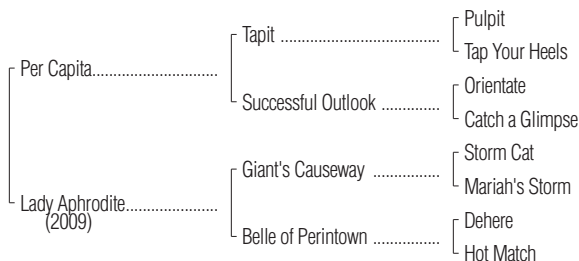 Pulpit
Tapit ........................................
Tap Your Heels
Per Capita...............................
Orientate
Successful Outlook ..............
Catch a Glimpse
Storm Cat
Giant's Causeway ................
Mariah's Storm
Lady Aphrodite......................
(2009)
Dehere
Belle of Perintown ................
Hot Match